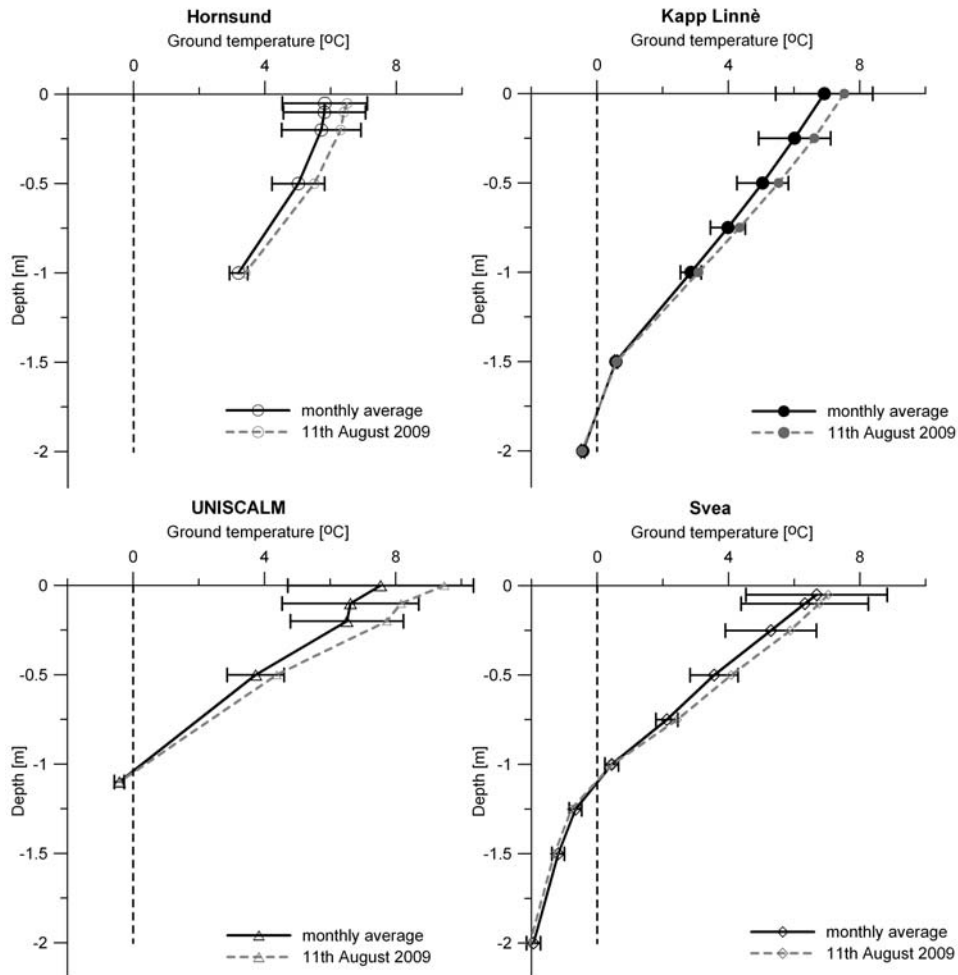 Hornsund
Ground temperature [ºC]
0 4 8
0
-0.5
-1
-1.5
-2
Depth [m]
monthly average
11th August 2009
Kapp Linnè
Ground temperature [ºC]
0 4 8
0
-0.5
-1
-1.5
-2
Depth [m]
monthly average
11th August 2009
UNISCALM
Ground temperature [ºC]
0 4 8
0
-0.5
-1
-1.5
-2
Depth [m]
monthly average
11th August 2009
Svea
Ground temperature [ºC]
0 4 8
0
-0.5
-1
-1.5
-2
Depth [m]
monthly average
11th August 2009